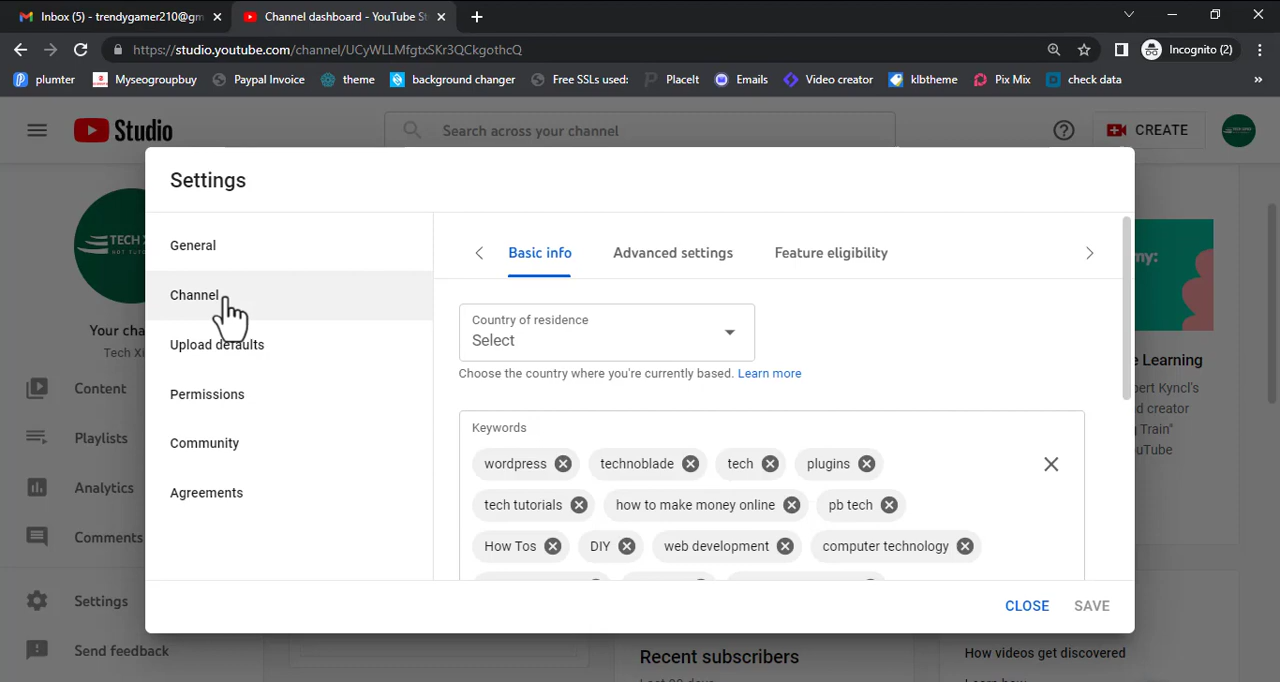 Inbox (5) - trendygamer210@gm
Channel dashboard - YouTube St
https://studio.youtube.com/channel/UCyWLLMfgtxSKr3QCkgothcQ
Incognito (2)
plumter
Myseogroupbuy
Paypal Invoice
theme
background changer
Free SSLs used:
PlaceIt
Emails
Video creator
klbtheme
Pix Mix
check data
»
Studio
Search across your channel
CREATE
Settings
General
Channel
Upload defaults
Permissions
Community
Agreements
Basic info
Advanced settings
Feature eligibility
Country of residence
Select
Choose the country where you're currently based. Learn more
Keywords
wordpress
technoblade
tech
plugins
tech tutorials
how to make money online
pb tech
How Tos
DIY
web development
computer technology
CLOSE
SAVE
TECH X
Your cha
Tech Xi
Content
Playlists
Analytics
Comments
Settings
Send feedback
my:
e Learning
bert Kyncl's
d creator
g Train"
uTube
Recent subscribers
How videos get discovered